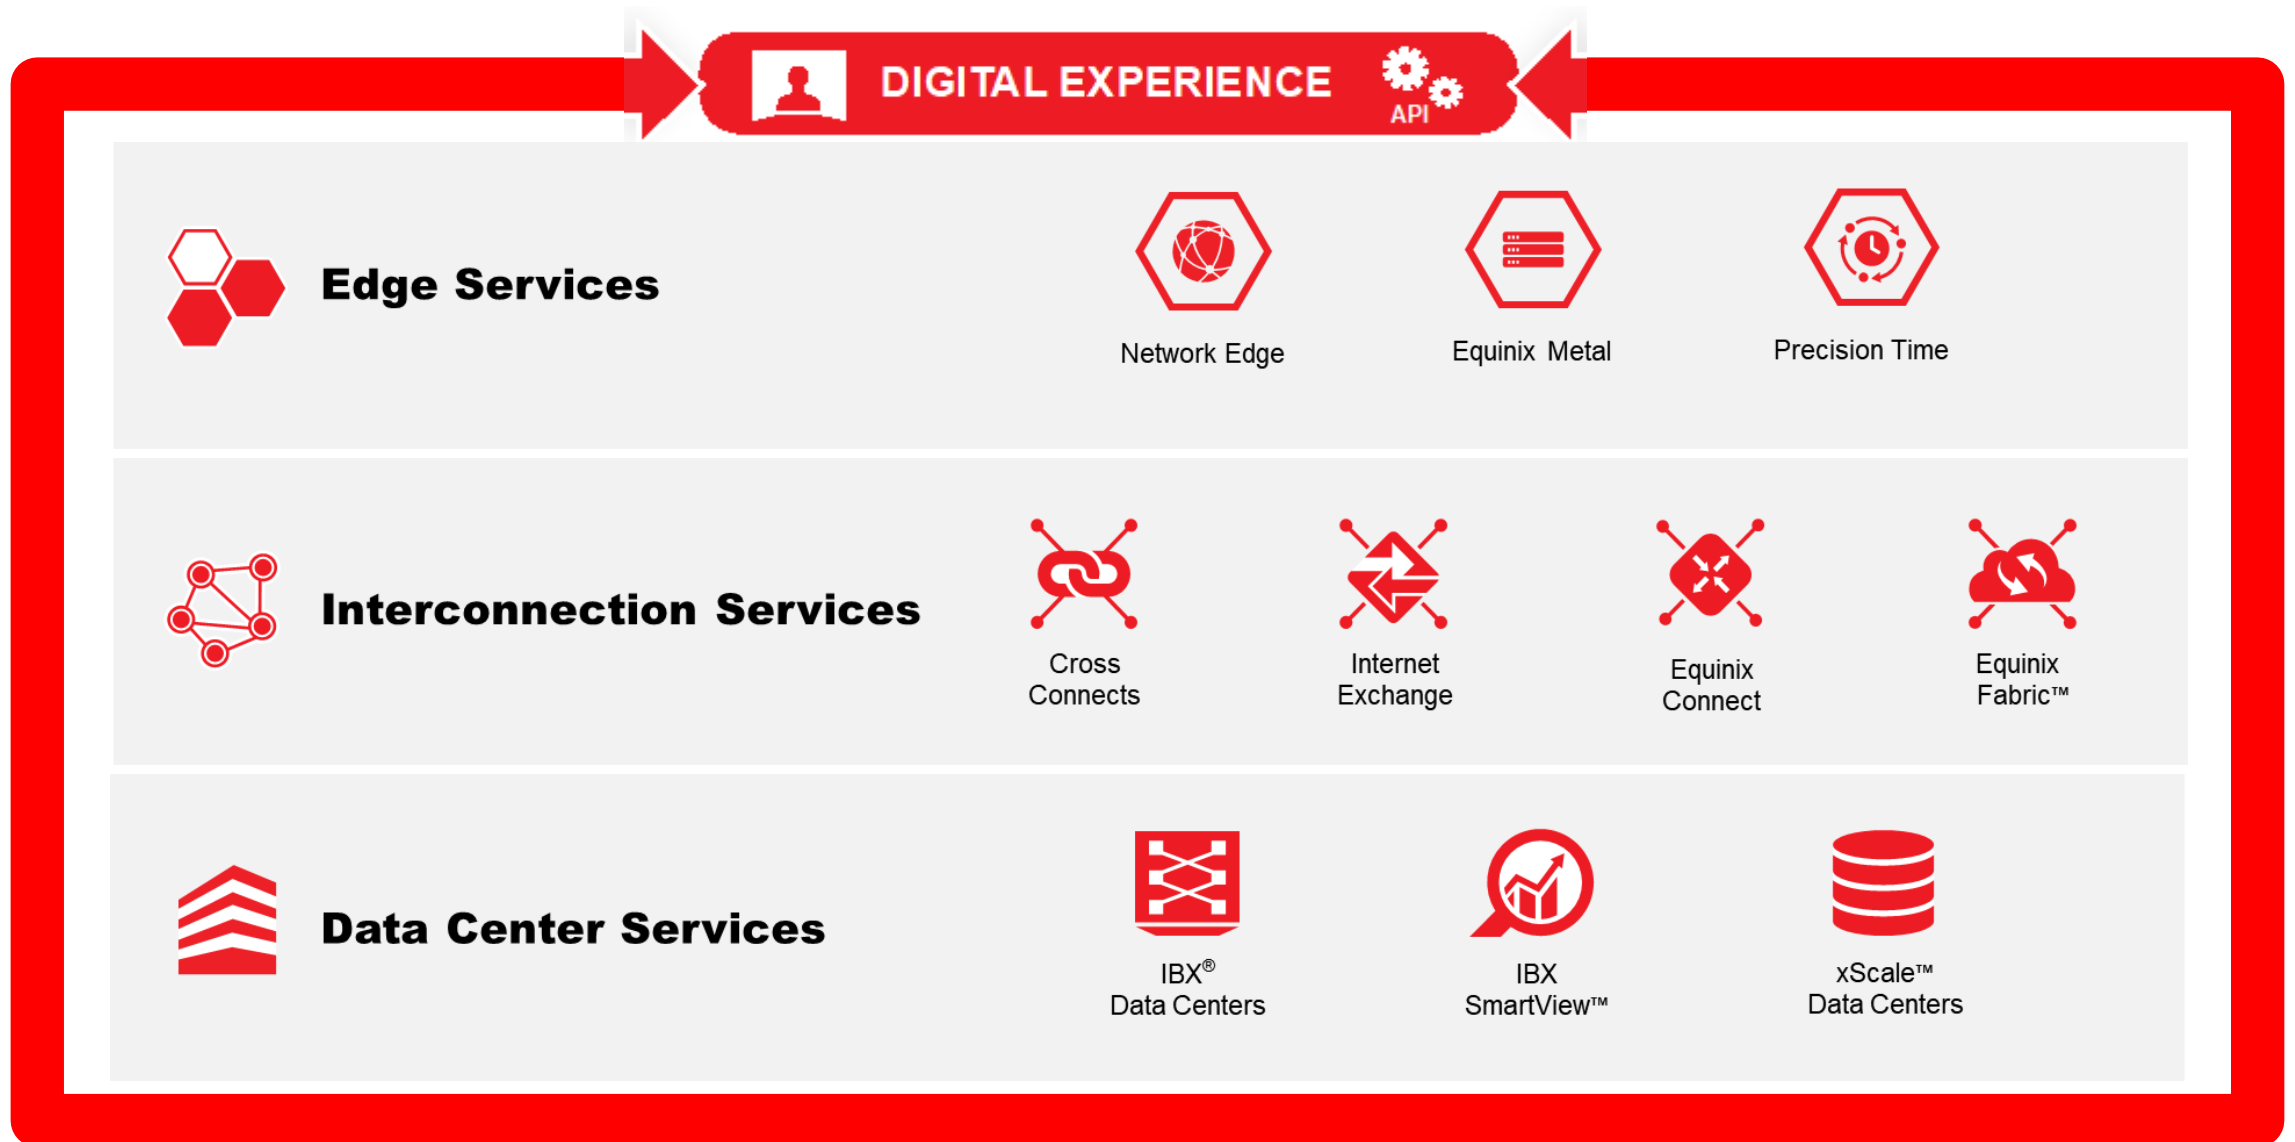 DIGITAL EXPERIENCE
API
Edge Services
Network Edge
Equinix Metal
Precision Time
Interconnection Services
Cross
Connects
Internet
Exchange
Equinix
Connect
Equinix
Fabric™
Data Center Services
IBX®
Data Centers
IBX
SmartView™
xScale™
Data Centers